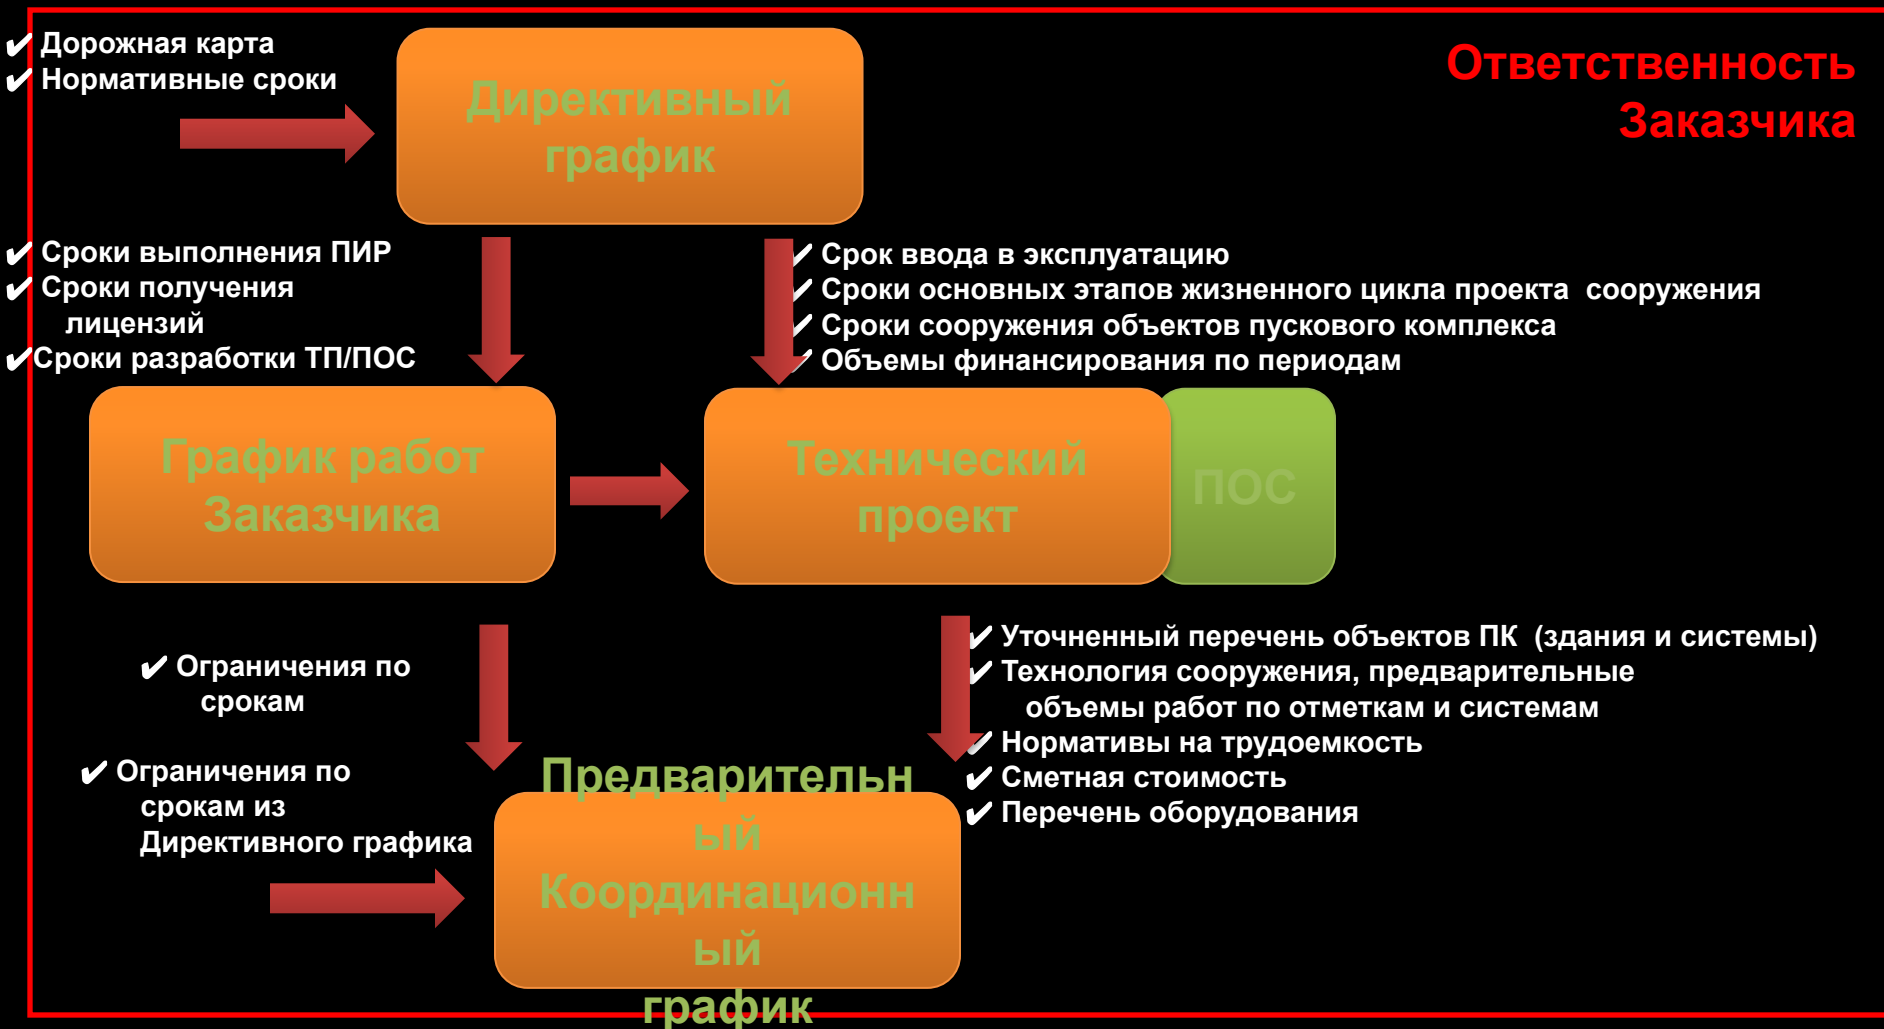 ✔ Дорожная карта
✔ Нормативные сроки
Директивный
график
Ответственность
Заказчика
✔ Сроки выполнения ПИР
✔ Сроки получения
лицензий
✔Сроки разработки ТП/ПОС
✔ Срок ввода в эксплуатацию
✔ Сроки основных этапов жизненного цикла проекта  сооружения
✔ Сроки сооружения объектов пускового комплекса
✔ Объемы финансирования по периодам
График работ
Заказчика
Технический
проект
ПОС
✔ Ограничения по
срокам
✔ Ограничения по
срокам из
Директивного графика
✔ Уточненный перечень объектов ПК  (здания и системы)
✔ Технология сооружения, предварительные
объемы работ по отметкам и системам
✔ Нормативы на трудоемкость
✔ Сметная стоимость
✔ Перечень оборудования
Предварительн
ый
Координационн
ый
график